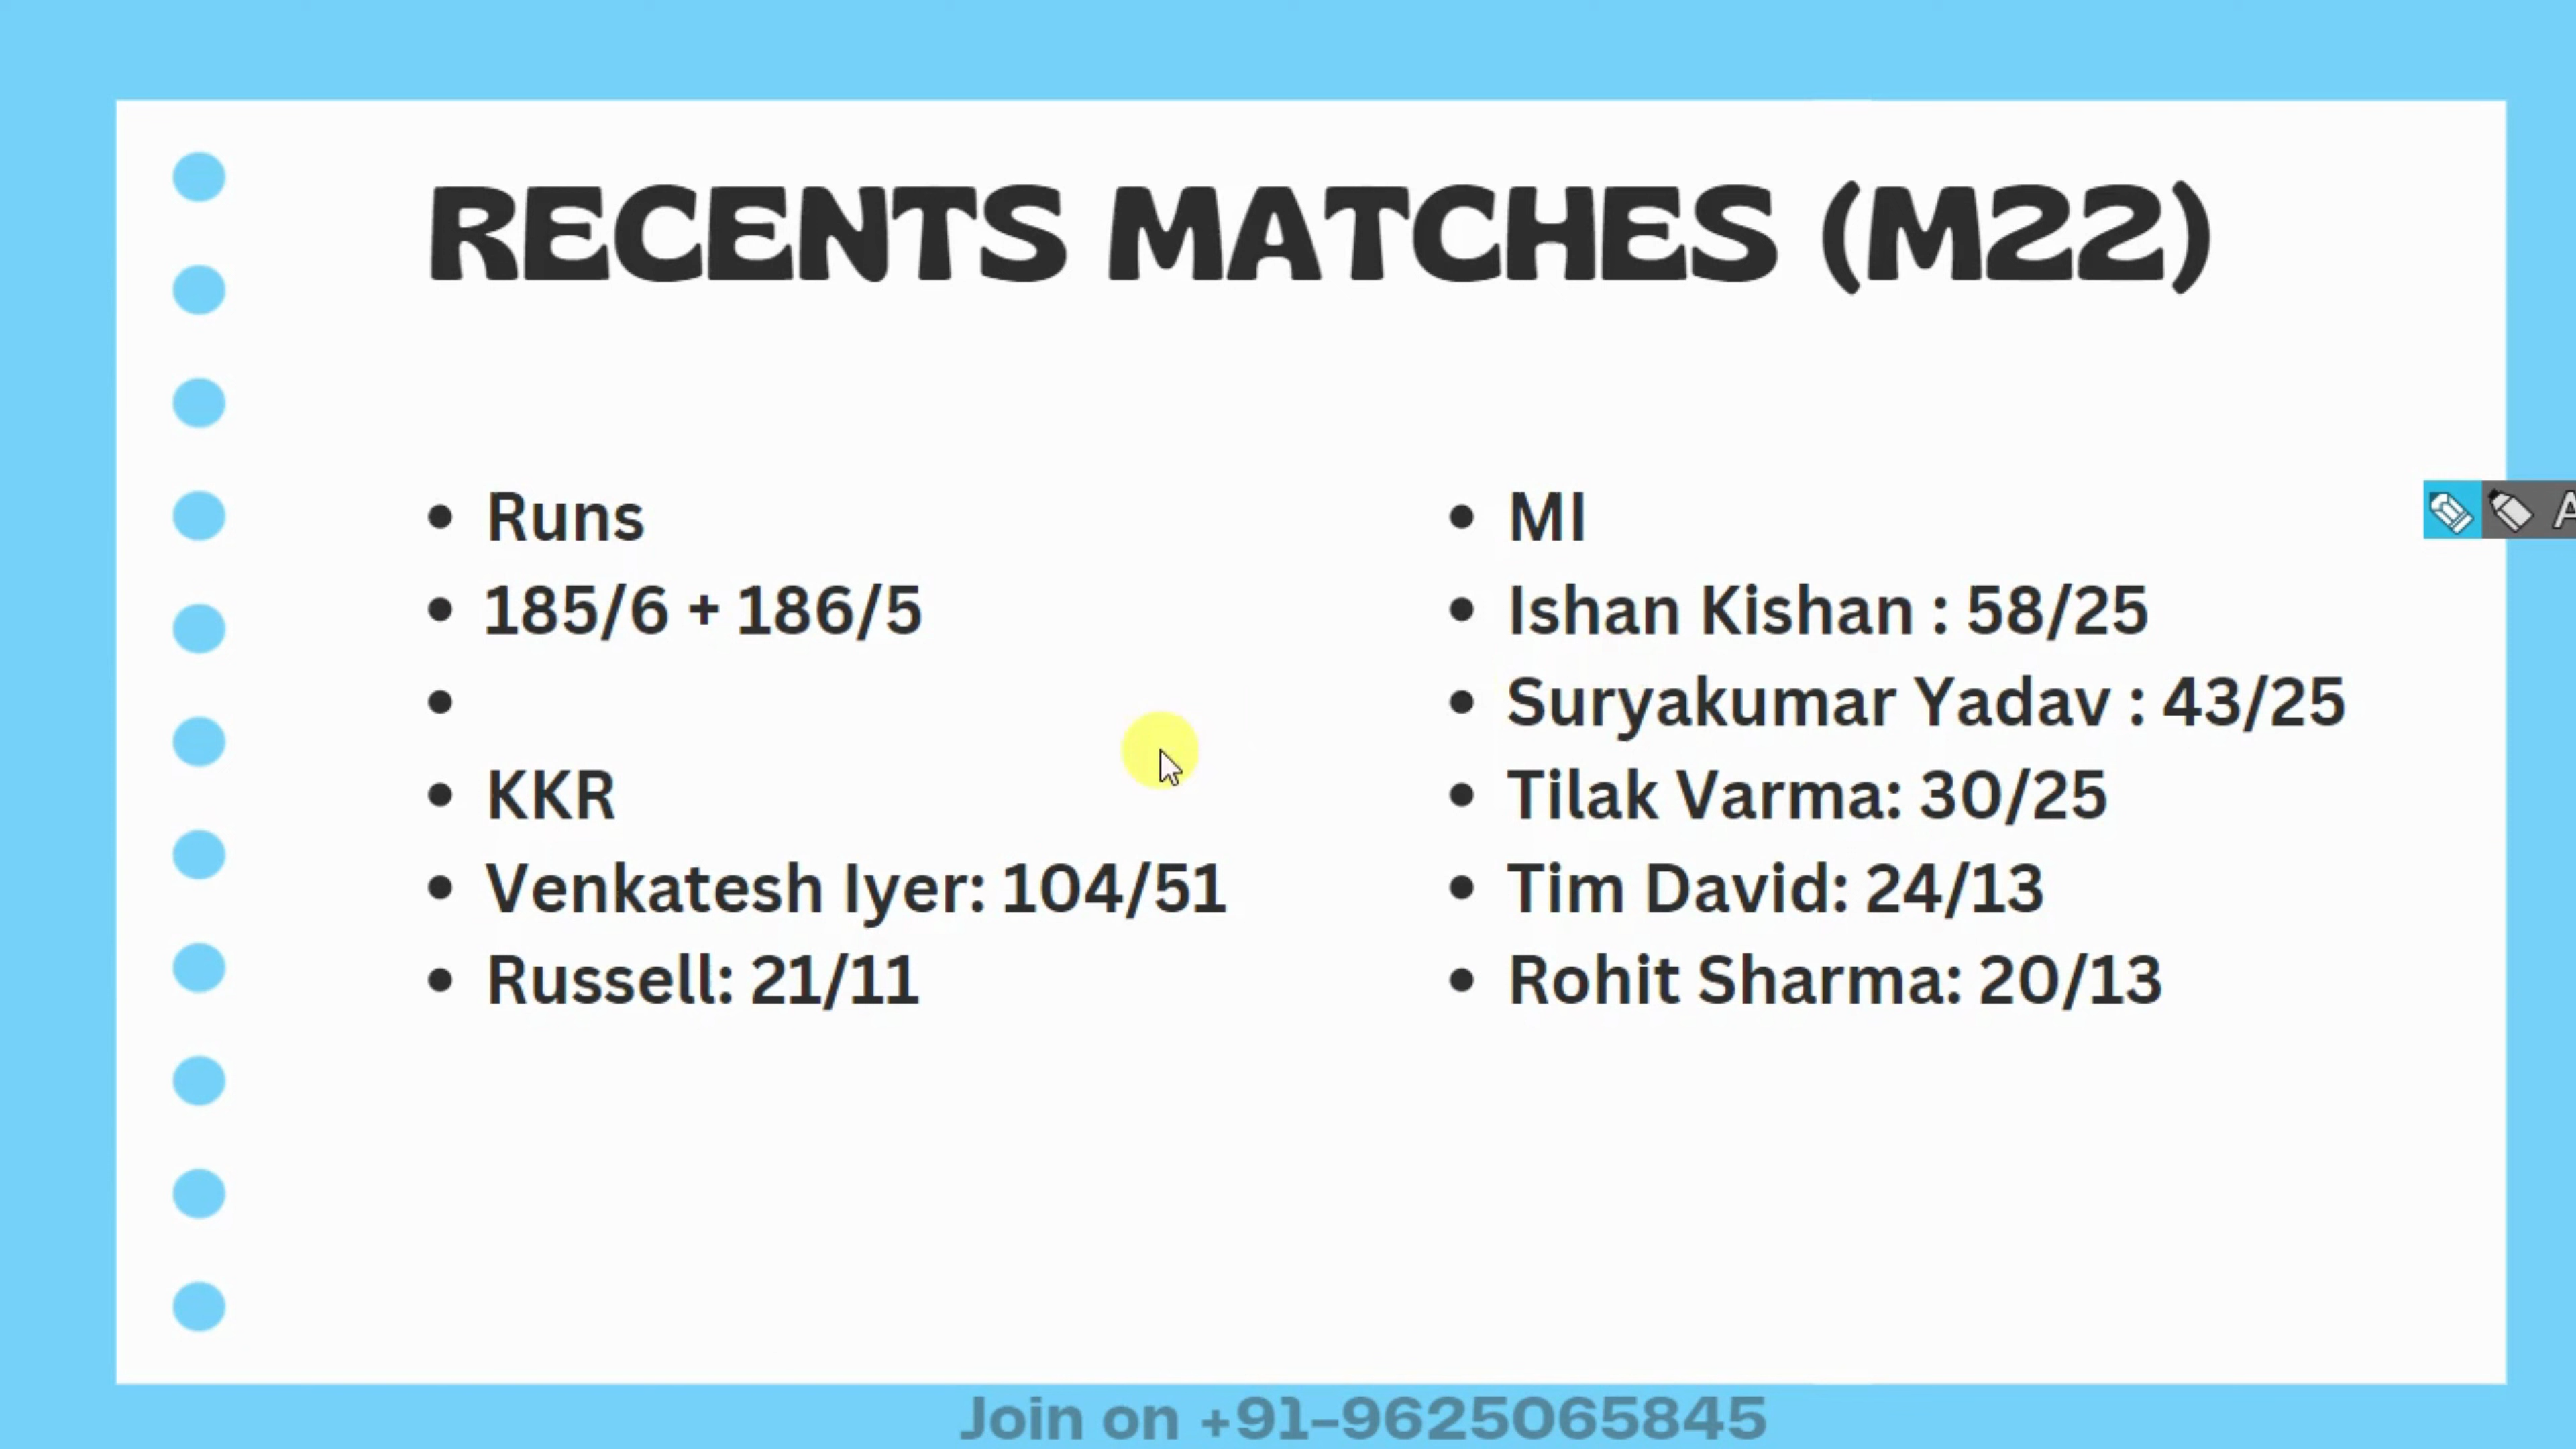 RECENTS MATCHES (M22)
Runs
185/6 + 186/5
KKR
Venkatesh Iyer: 104/51
Russell: 21/11
MI
Ishan Kishan : 58/25
Suryakumar Yadav : 43/25
Tilak Varma: 30/25
Tim David: 24/13
Rohit Sharma: 20/13
A
Join on +91-9625065845